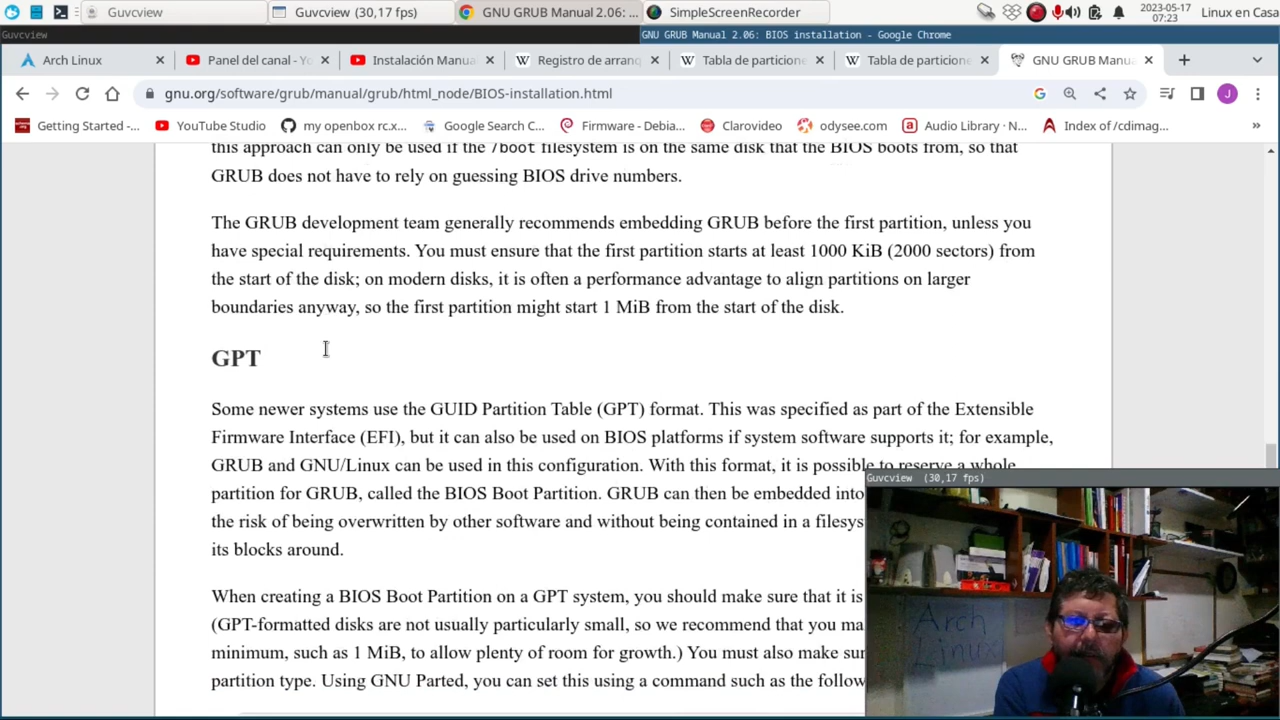 Guvcview
Guvcview (30,17 fps)
GNU GRUB Manual 2.06: ...
SimpleScreenRecorder
2023-05-17
07:23
Linux en Casa
Guvcview
GNU GRUB Manual 2.06: BIOS installation - Google Chrome
Arch Linux
Panel del canal - Yo
Instalación Manua
Registro de arranq
Tabla de particione
Tabla de particione
GNU GRUB Manua
gnu.org/software/grub/manual/grub/html_node/BIOS-installation.html
Getting Started -...
YouTube Studio
my openbox rc.x...
Google Search C...
Firmware - Debia...
Clarovideo
odysee.com
Audio Library • N...
Index of /cdimag...
this approach can only be used if the /boot filesystem is on the same disk that the BIOS boots from, so that
GRUB does not have to rely on guessing BIOS drive numbers.
The GRUB development team generally recommends embedding GRUB before the first partition, unless you
have special requirements. You must ensure that the first partition starts at least 1000 KiB (2000 sectors) from
the start of the disk; on modern disks, it is often a performance advantage to align partitions on larger
boundaries anyway, so the first partition might start 1 MiB from the start of the disk.
GPT
Some newer systems use the GUID Partition Table (GPT) format. This was specified as part of the Extensible
Firmware Interface (EFI), but it can also be used on BIOS platforms if system software supports it; for example,
GRUB and GNU/Linux can be used in this configuration. With this format, it is possible to reserve a whole
partition for GRUB, called the BIOS Boot Partition. GRUB can then be embedded into
the risk of being overwritten by other software and without being contained in a filesys
its blocks around.
When creating a BIOS Boot Partition on a GPT system, you should make sure that it is
(GPT-formatted disks are not usually particularly small, so we recommend that you ma
minimum, such as 1 MiB, to allow plenty of room for growth.) You must also make sur
partition type. Using GNU Parted, you can set this using a command such as the follow
Guvcview (30,17 fps)
Arch
Linux